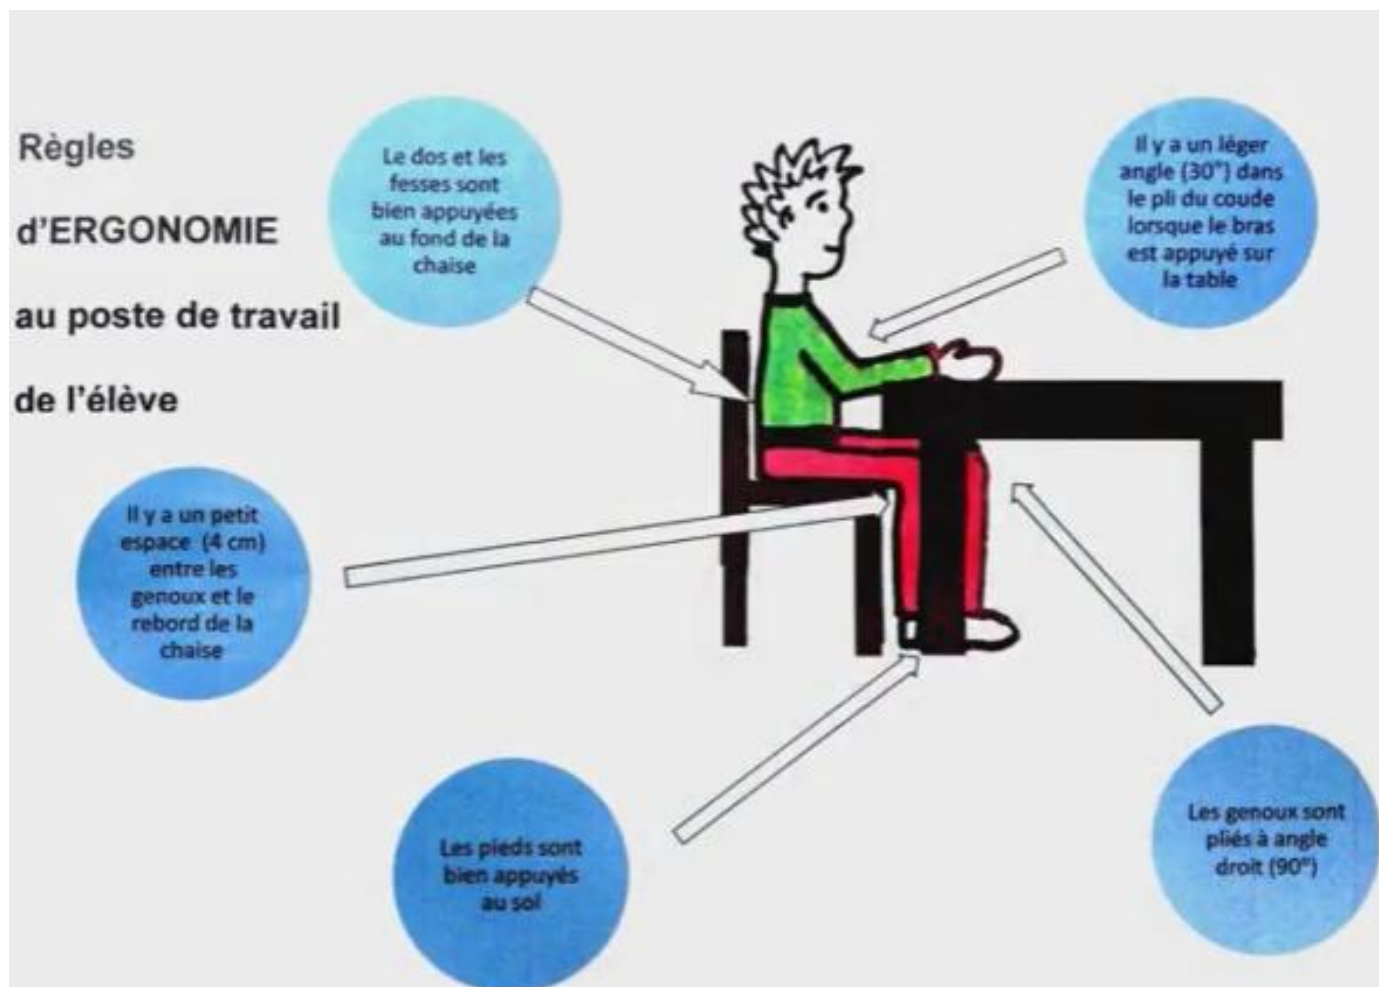 Règles
d'ERGONOMIE
au poste de travail
de l'élève
Le dos et les
fesses sont
bien appuyées
au fond de la
chaise
Il y a un léger
angle (30°) dans
le pli du coude
lorsque le bras
est appuyé sur
la table
Il y a un petit
espace (4 cm)
entre les
genoux et le
rebord de la
chaise
Les pieds sont
bien appuyés
au sol
Les genoux sont
pliés à angle
droit (90°)